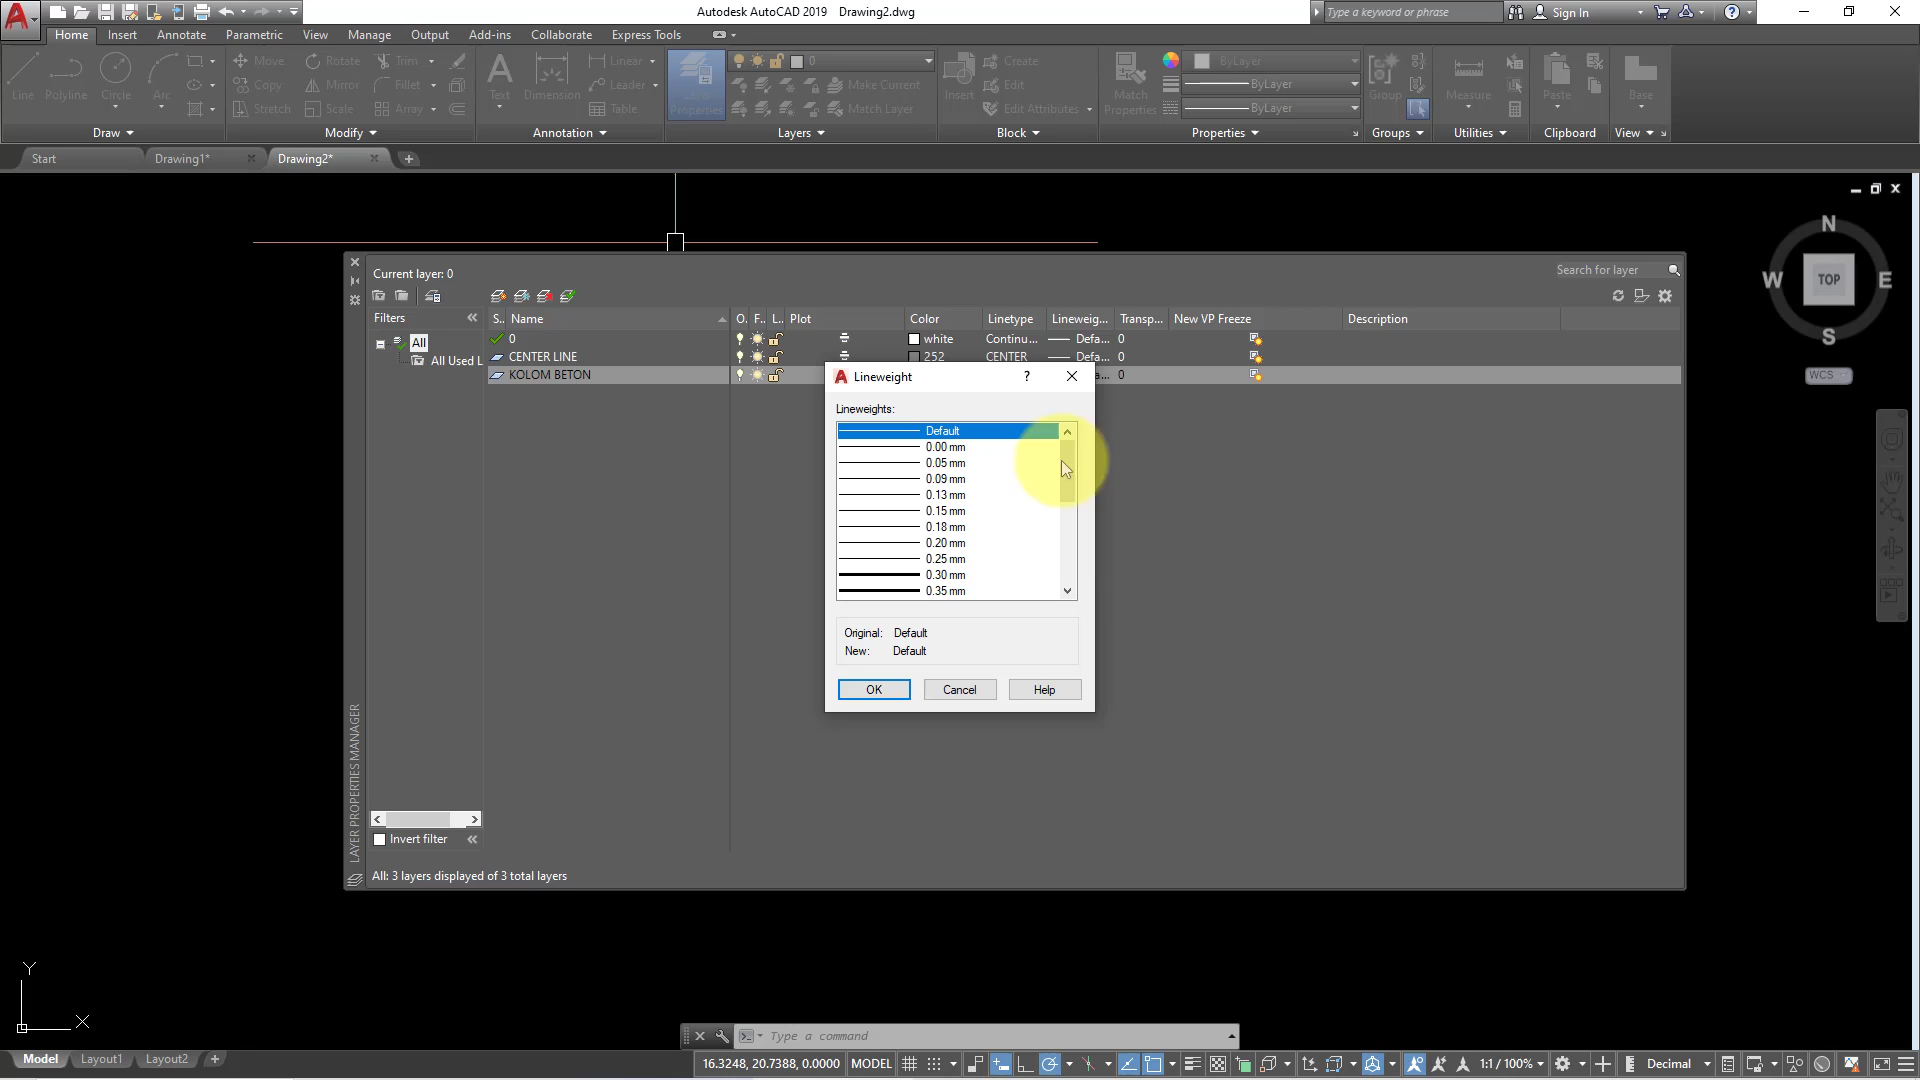 Autodesk AutoCAD 2019 Drawing2.dwg
Type a keyword or phrase
Sign In
Home Insert Annotate Parametric View Manage Output Add-ins Collaborate Express Tools
Line
Polyline
Circle
Arc
Move Rotate Trim
Copy Mirror Fillet
Stretch Scale Array
Text
Dimension
Linear
Leader
Table
Layer
Properties
0
Make Current
Match Layer
Insert
Create
Edit
Edit Attributes
Match
Properties
ByLayer
ByLayer
ByLayer
Group
Measure
Paste
Base
Draw Modify Annotation Layers Block Properties Groups Utilities Clipboard View
Start Drawing1* Drawing2*
N
W TOP E
S
WCS
Current layer: 0
Search for layer
Filters
All
All Used L
S.. Name O. F.. L.. Plot Color Linetype Lineweig... Transp... New VP Freeze Description
0 white Continu... Defa... 0
CENTER LINE 252 CENTER Defa... 0
KOLOM BETON a... 0
Lineweight ?
Lineweights:
Default
0.00 mm
0.05 mm
0.09 mm
0.13 mm
0.15 mm
0.18 mm
0.20 mm
0.25 mm
0.30 mm
0.35 mm
Original: Default
New: Default
OK Cancel Help
Invert filter
All: 3 layers displayed of 3 total layers
LAYER PROPERTIES MANAGER
Y
X
Type a command
Model Layout1 Layout2
16.3248, 20.7388, 0.0000 MODEL 1:1 / 100% Decimal